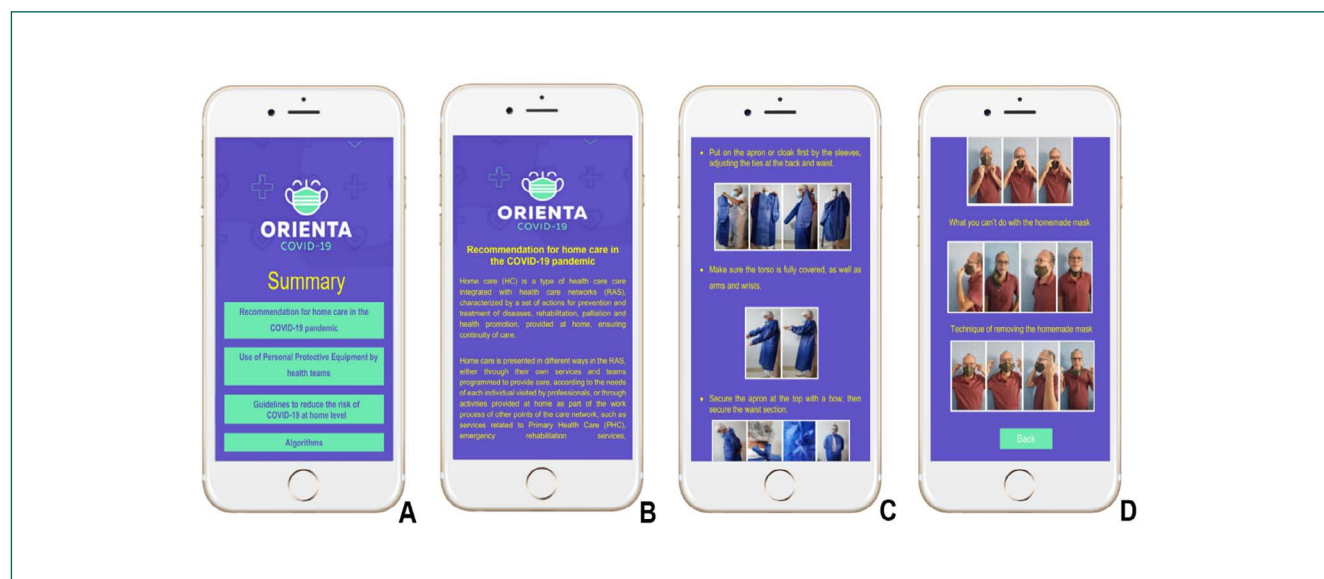 ORIENTA
COVID-19
Summary
Recommendation for home care in the
COVID-19 pandemic
Use of Personal Protective Equipment by
health teams
Guidelines to reduce the risk of
COVID-19 at home level
Algorithms
A
ORIENTA
COVID-19
Recommendation for home care in
the COVID-19 pandemic
Home care (HC) is a type of health care care
integrated with health care networks (RAS),
characterized by a set of actions for prevention and
treatment of diseases, rehabilitation, palliation and
health promotion, provided at home, ensuring
continuity of care.
Home care is presented in different ways in the RAS,
either through their own services and teams
programmed to provide care, according to the needs
of each individual visited by professionals, or through
activities provided at home as part of the work
process of other points of the care network, such as
services related to Primary Health Care (PHC),
emergency rehabilitation services,
B
• Put on the apron or cloak first by the sleeves,
adjusting the ties at the back and waist.
• Make sure the torso is fully covered, as well as
arms and wrists.
• Secure the apron at the top with a bow, then
secure the waist section.
C
What you can't do with the homemade mask
Technique of removing the homemade mask
Back
D